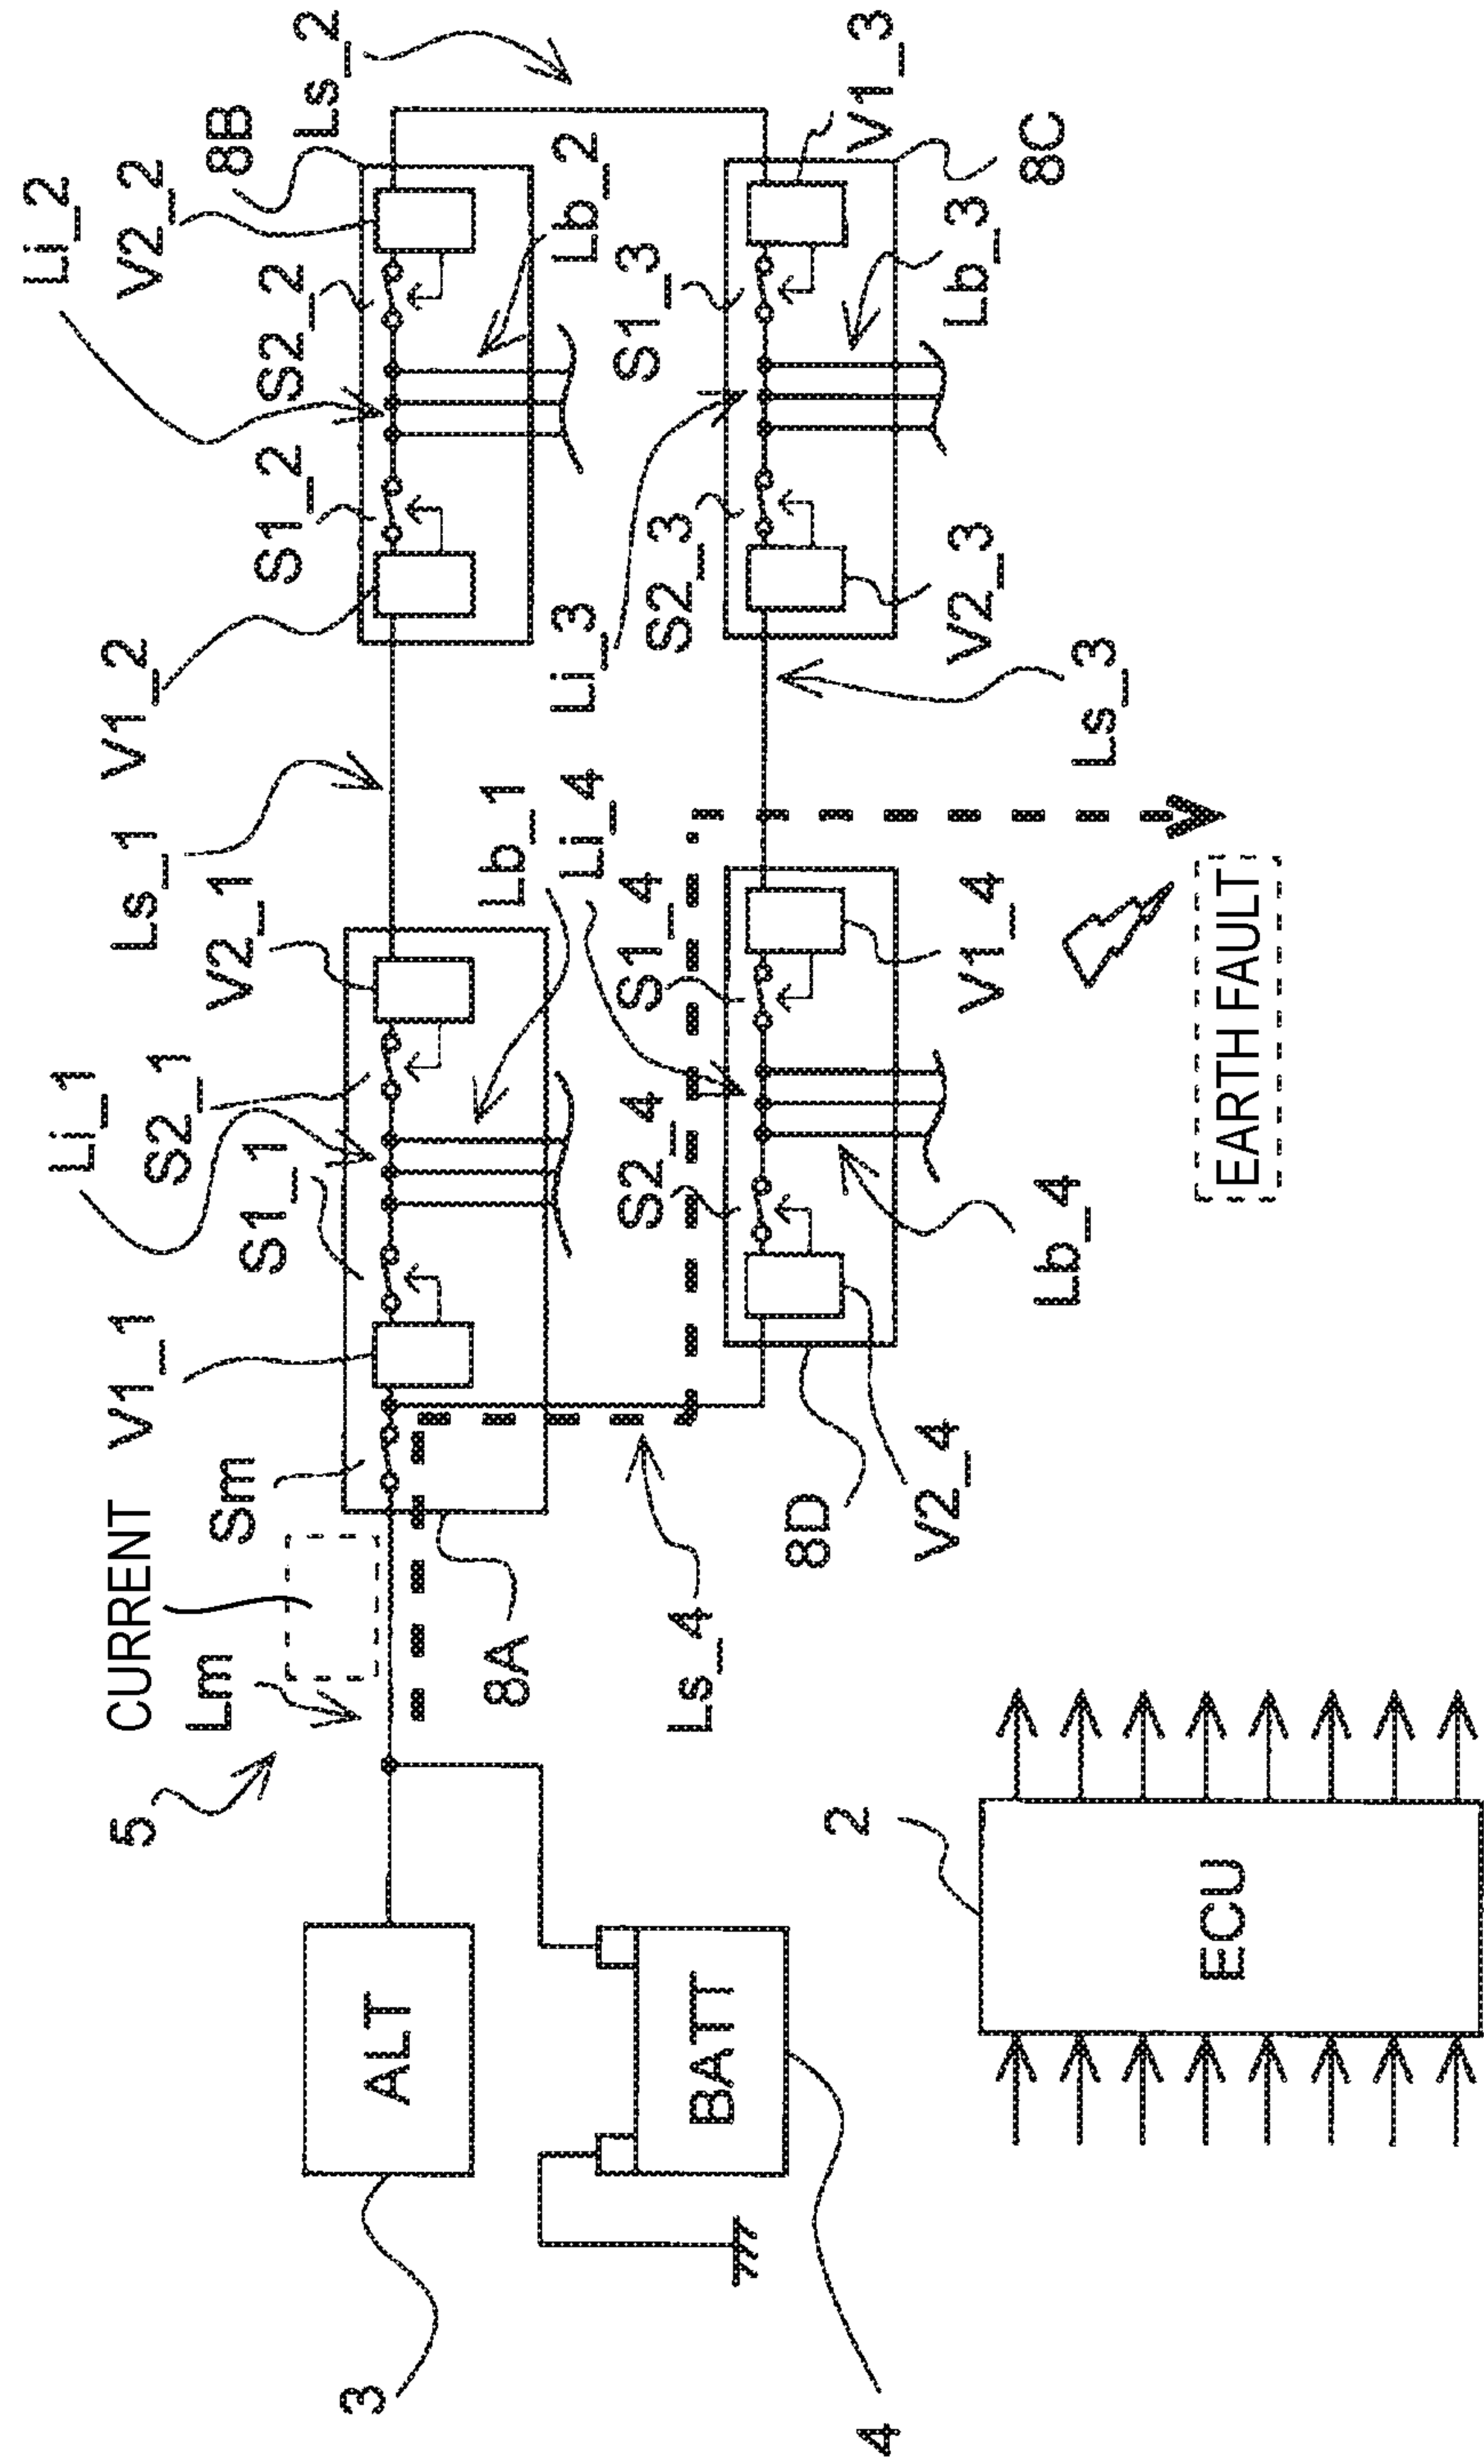 5
CURRENT
Lm
Sm
V1_1
S1_1
Li_1
S2_1
V2_1
Ls_1
V1_2
S1_2
Li_2
S2_2
V2_2
8B
Ls_2
3
ALT
8A
Lb_1
Li_4
Li_3
Lb_2
4
BATT
Ls_4
8D
S2_4
S1_4
S2_3
S1_3
V1_3
V2_4
Lb_4
V1_4
Ls_3
V2_3
Lb_3
8C
2
ECU
EARTH FAULT